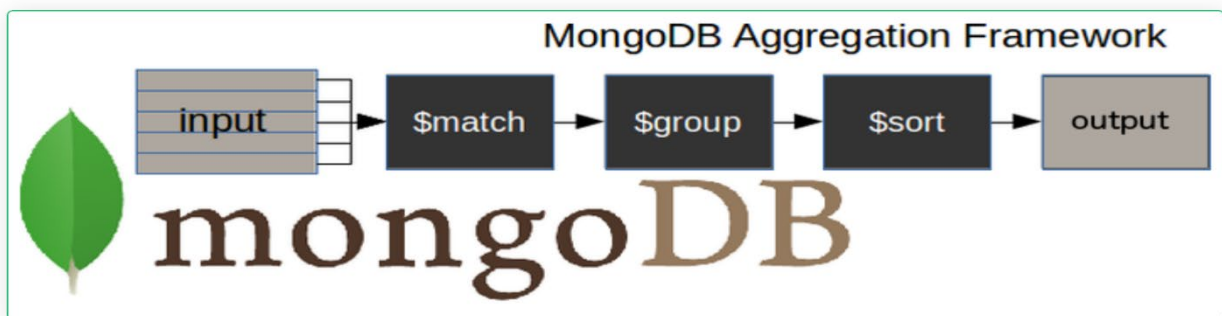 MongoDB Aggregation Framework
input $match $group $sort output
mongoDB